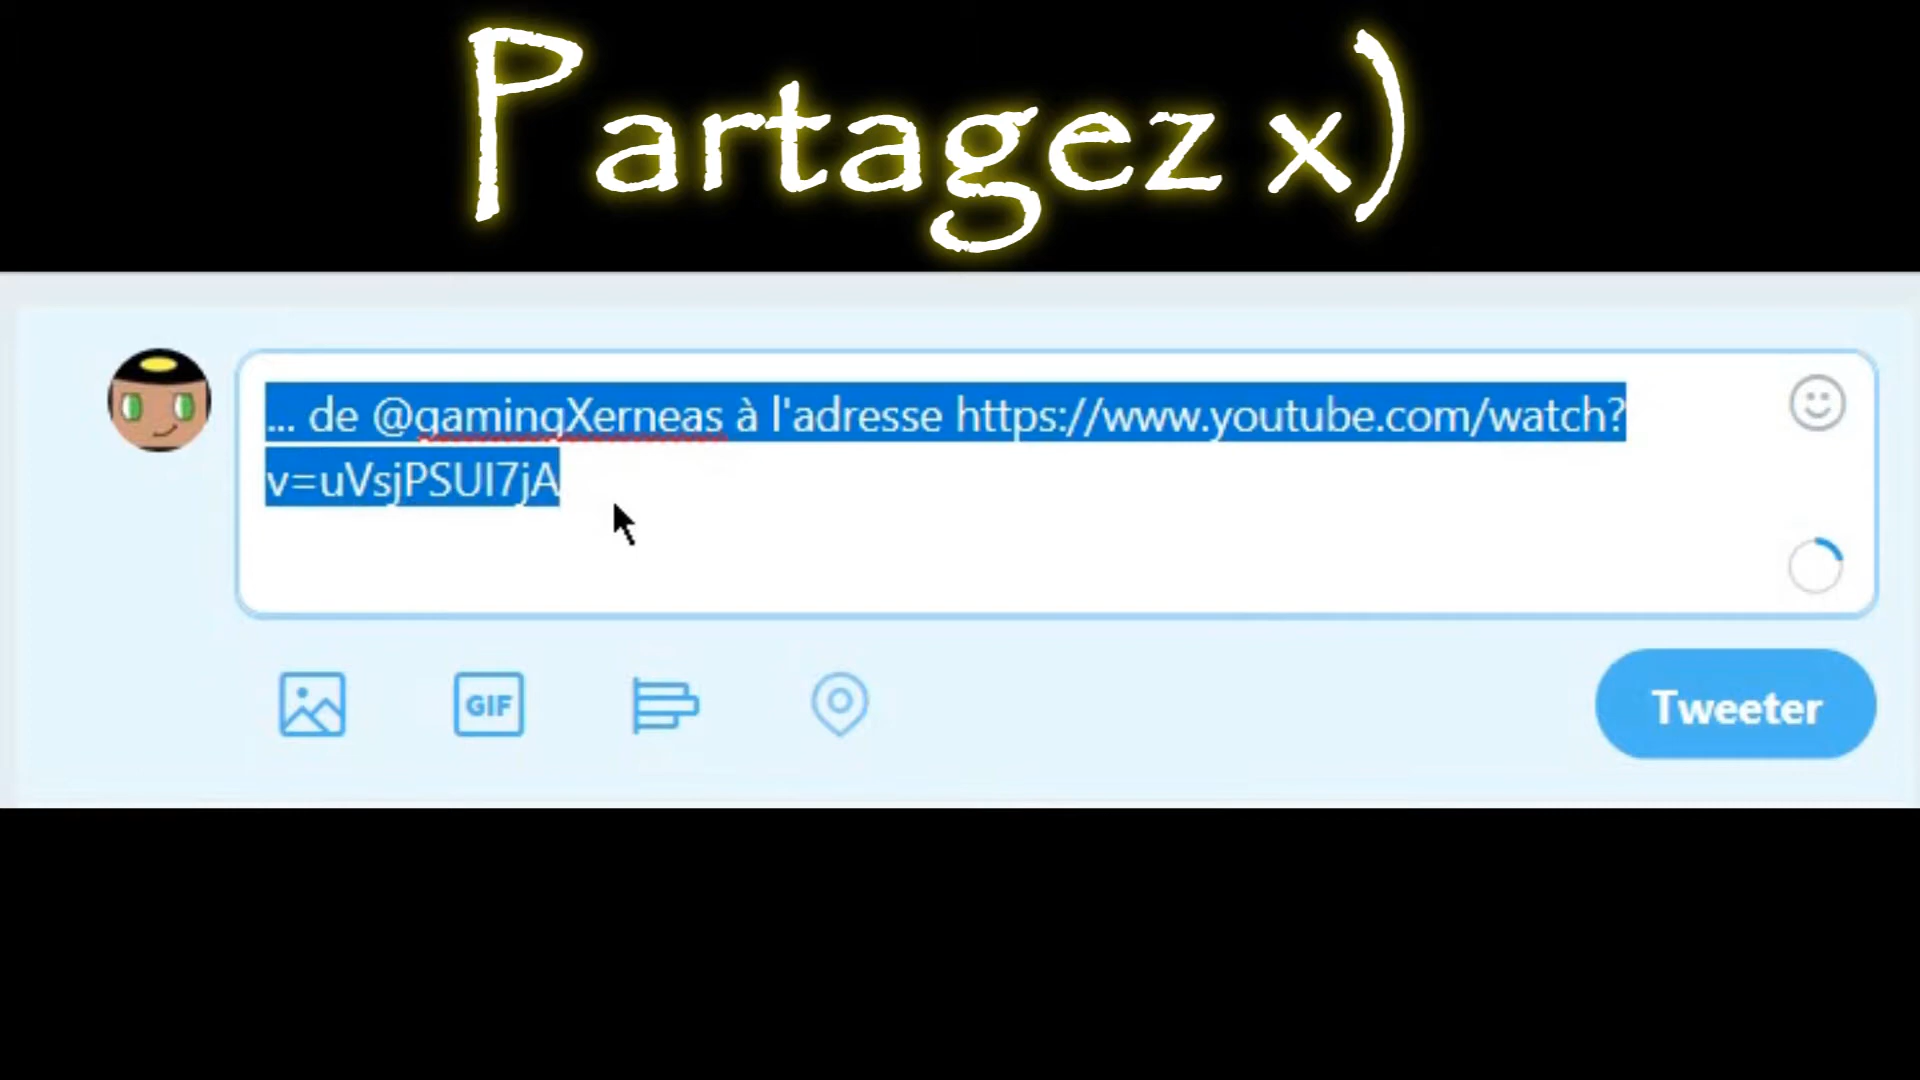 Partagez x)
... de @gamingXerneas à l'adresse https://www.youtube.com/watch?
v=uVsjPSUI7jA
GIF
Tweeter